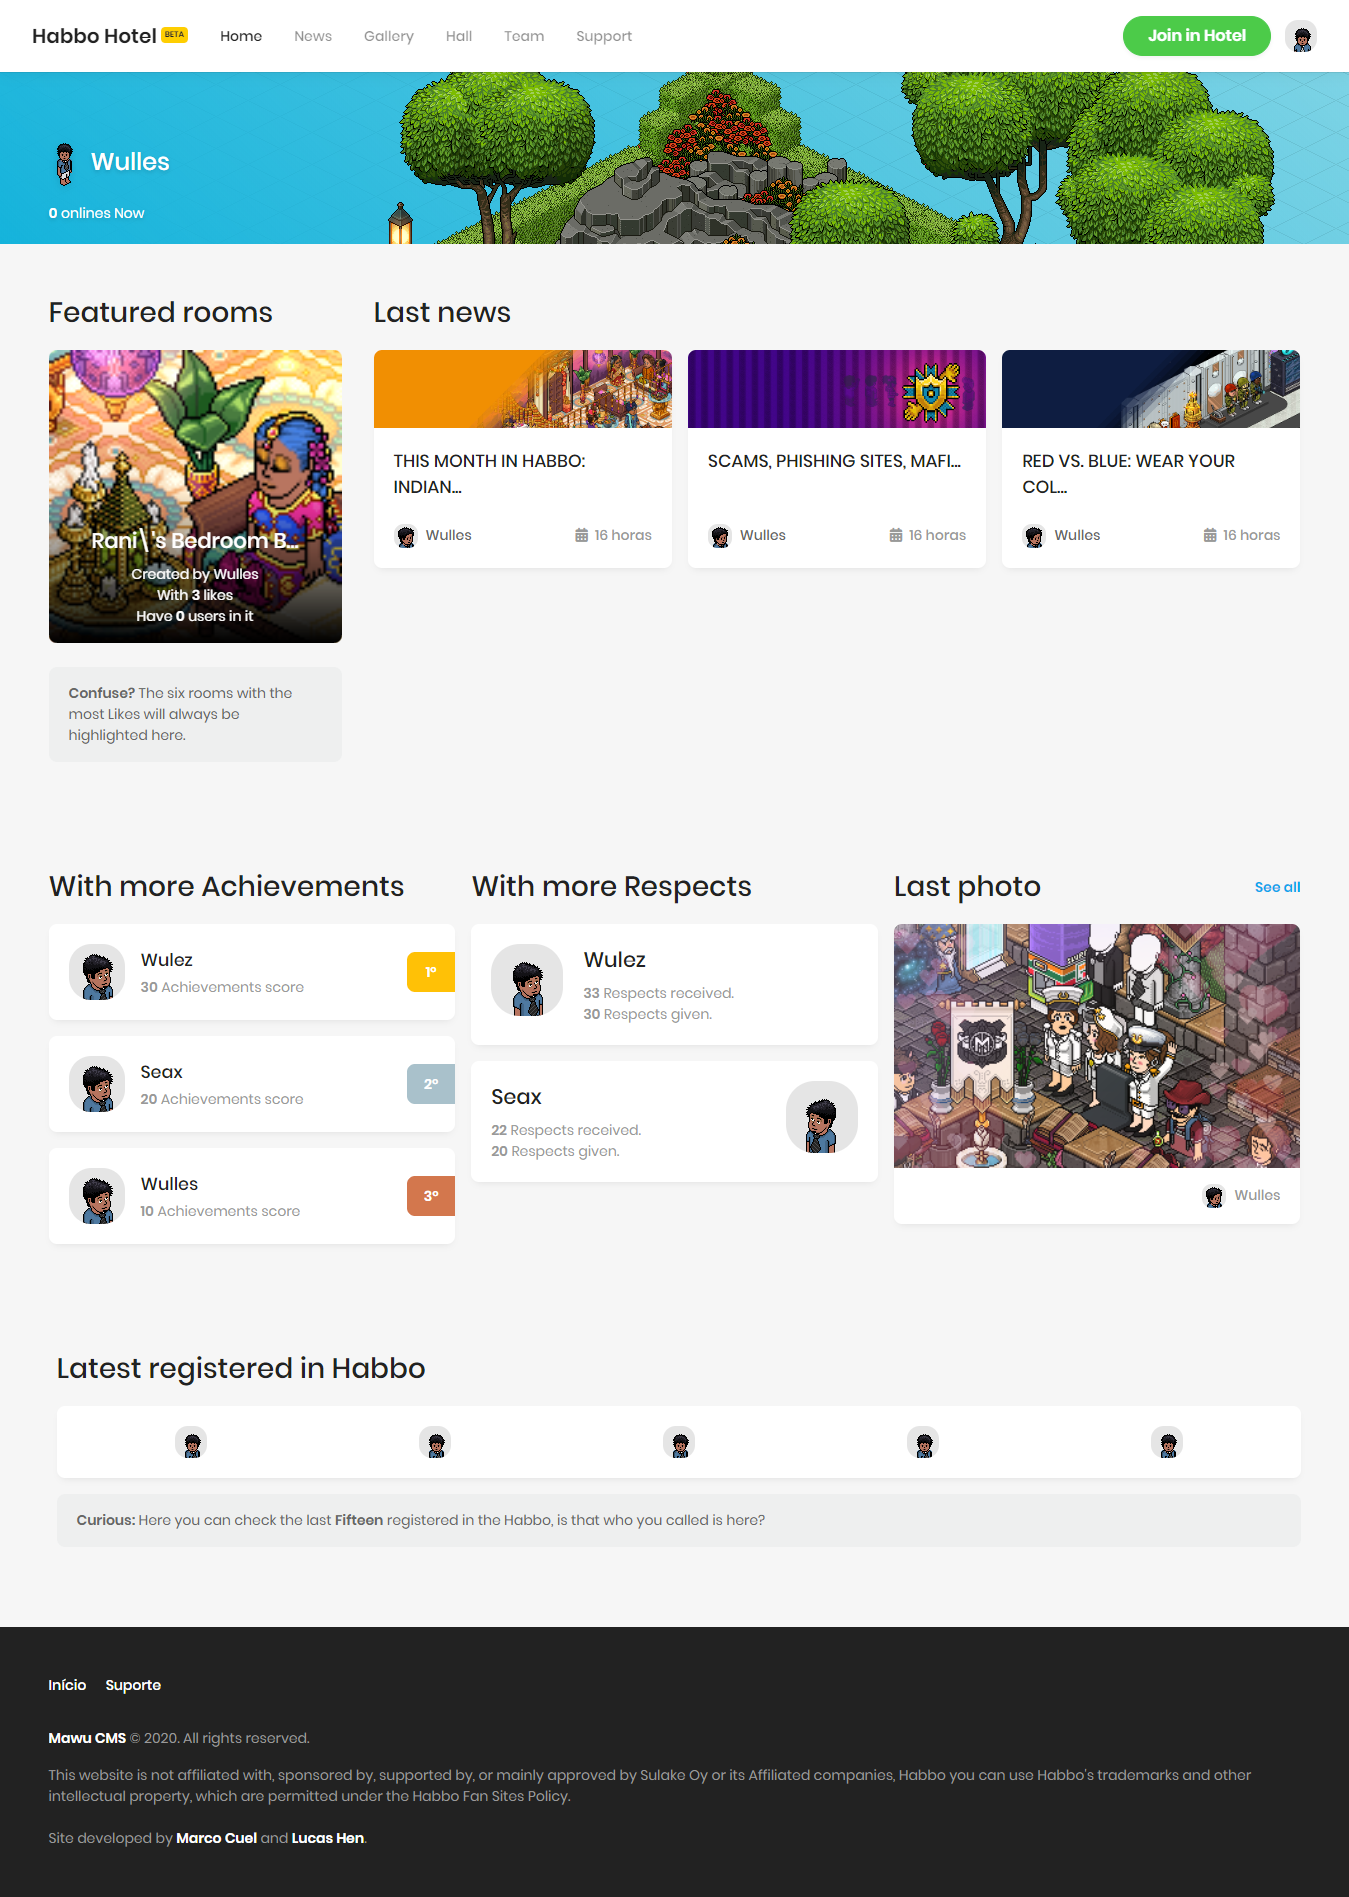 Habbo Hotel BETA
Home News Gallery Hall Team Support
Join in Hotel
Wulles
0 onlines Now
Featured rooms
Rani\'s Bedroom B...
Created by Wulles
With 3 likes
Have 0 users in it
Confuse? The six rooms with the
most Likes will always be
highlighted here.
Last news
THIS MONTH IN HABBO:
INDIAN...
Wulles 16 horas
SCAMS, PHISHING SITES, MAFI...
Wulles 16 horas
RED VS. BLUE: WEAR YOUR
COL...
Wulles 16 horas
With more Achievements
Wulez
30 Achievements score
1º
Seax
20 Achievements score
2º
Wulles
10 Achievements score
3º
With more Respects
Wulez
33 Respects received.
30 Respects given.
Seax
22 Respects received.
20 Respects given.
Last photo
See all
Wulles
Latest registered in Habbo
Curious: Here you can check the last Fifteen registered in the Habbo, is that who you called is here?
Início Suporte
Mawu CMS © 2020. All rights reserved.
This website is not affiliated with, sponsored by, supported by, or mainly approved by Sulake Oy or its Affiliated companies, Habbo you can use Habbo's trademarks and other
intellectual property, which are permitted under the Habbo Fan Sites Policy.
Site developed by Marco Cuel and Lucas Hen.